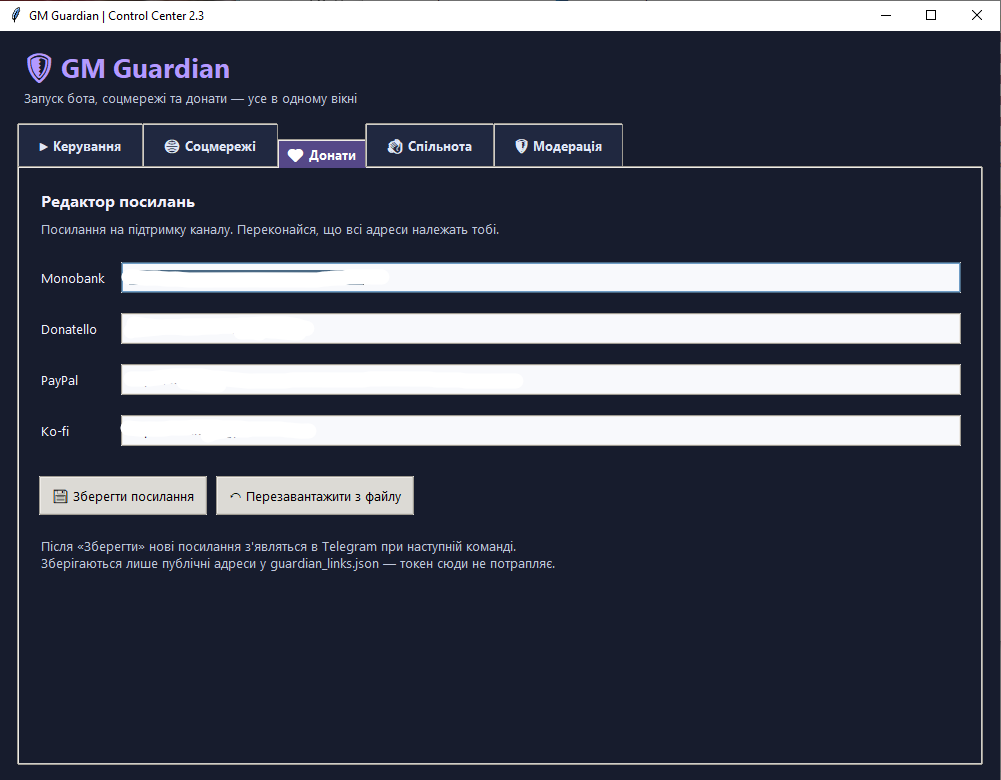 GM Guardian | Control Center 2.3
GM Guardian
Запуск бота, соцмережі та донати — усе в одному вікні
Керування
Соцмережі
Донати
Спільнота
Модерація
Редактор посилань
Посилання на підтримку каналу. Переконайся, що всі адреси належать тобі.
Monobank
Donatello
PayPal
Ko-fi
Зберегти посилання
Перезавантажити з файлу
Після «Зберегти» нові посилання з'являться в Telegram при наступній команді.
Зберігаються лише публічні адреси у guardian_links.json — токен сюди не потрапляє.